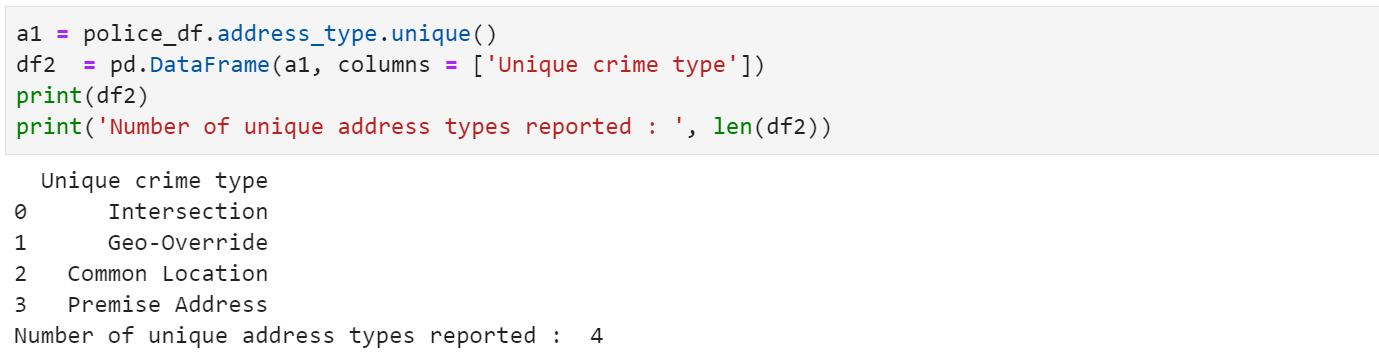 a1 = police_df.address_type.unique()
df2  = pd.DataFrame(a1, columns = ['Unique crime type'])
print(df2)
print('Number of unique address types reported : ', len(df2))
  Unique crime type
0      Intersection
1      Geo-Override
2   Common Location
3   Premise Address
Number of unique address types reported :  4